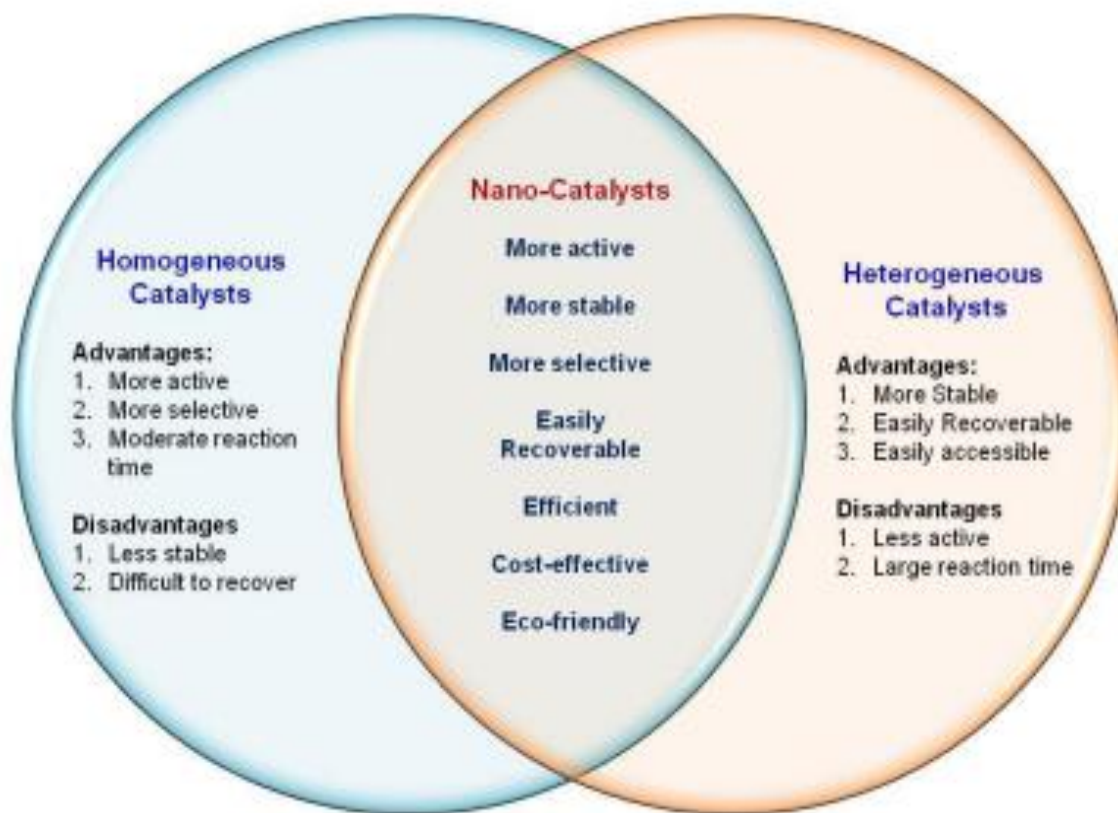 Nano-Catalysts
More active
More stable
More selective
Easily
Recoverable
Efficient
Cost-effective
Eco-friendly
Homogeneous
Catalysts
Advantages:
1. More active
2. More selective
3. Moderate reaction
time
Disadvantages
1. Less stable
2. Difficult to recover
Heterogeneous
Catalysts
Advantages:
1. More Stable
2. Easily Recoverable
3. Easily accessible
Disadvantages
1. Less active
2. Large reaction time